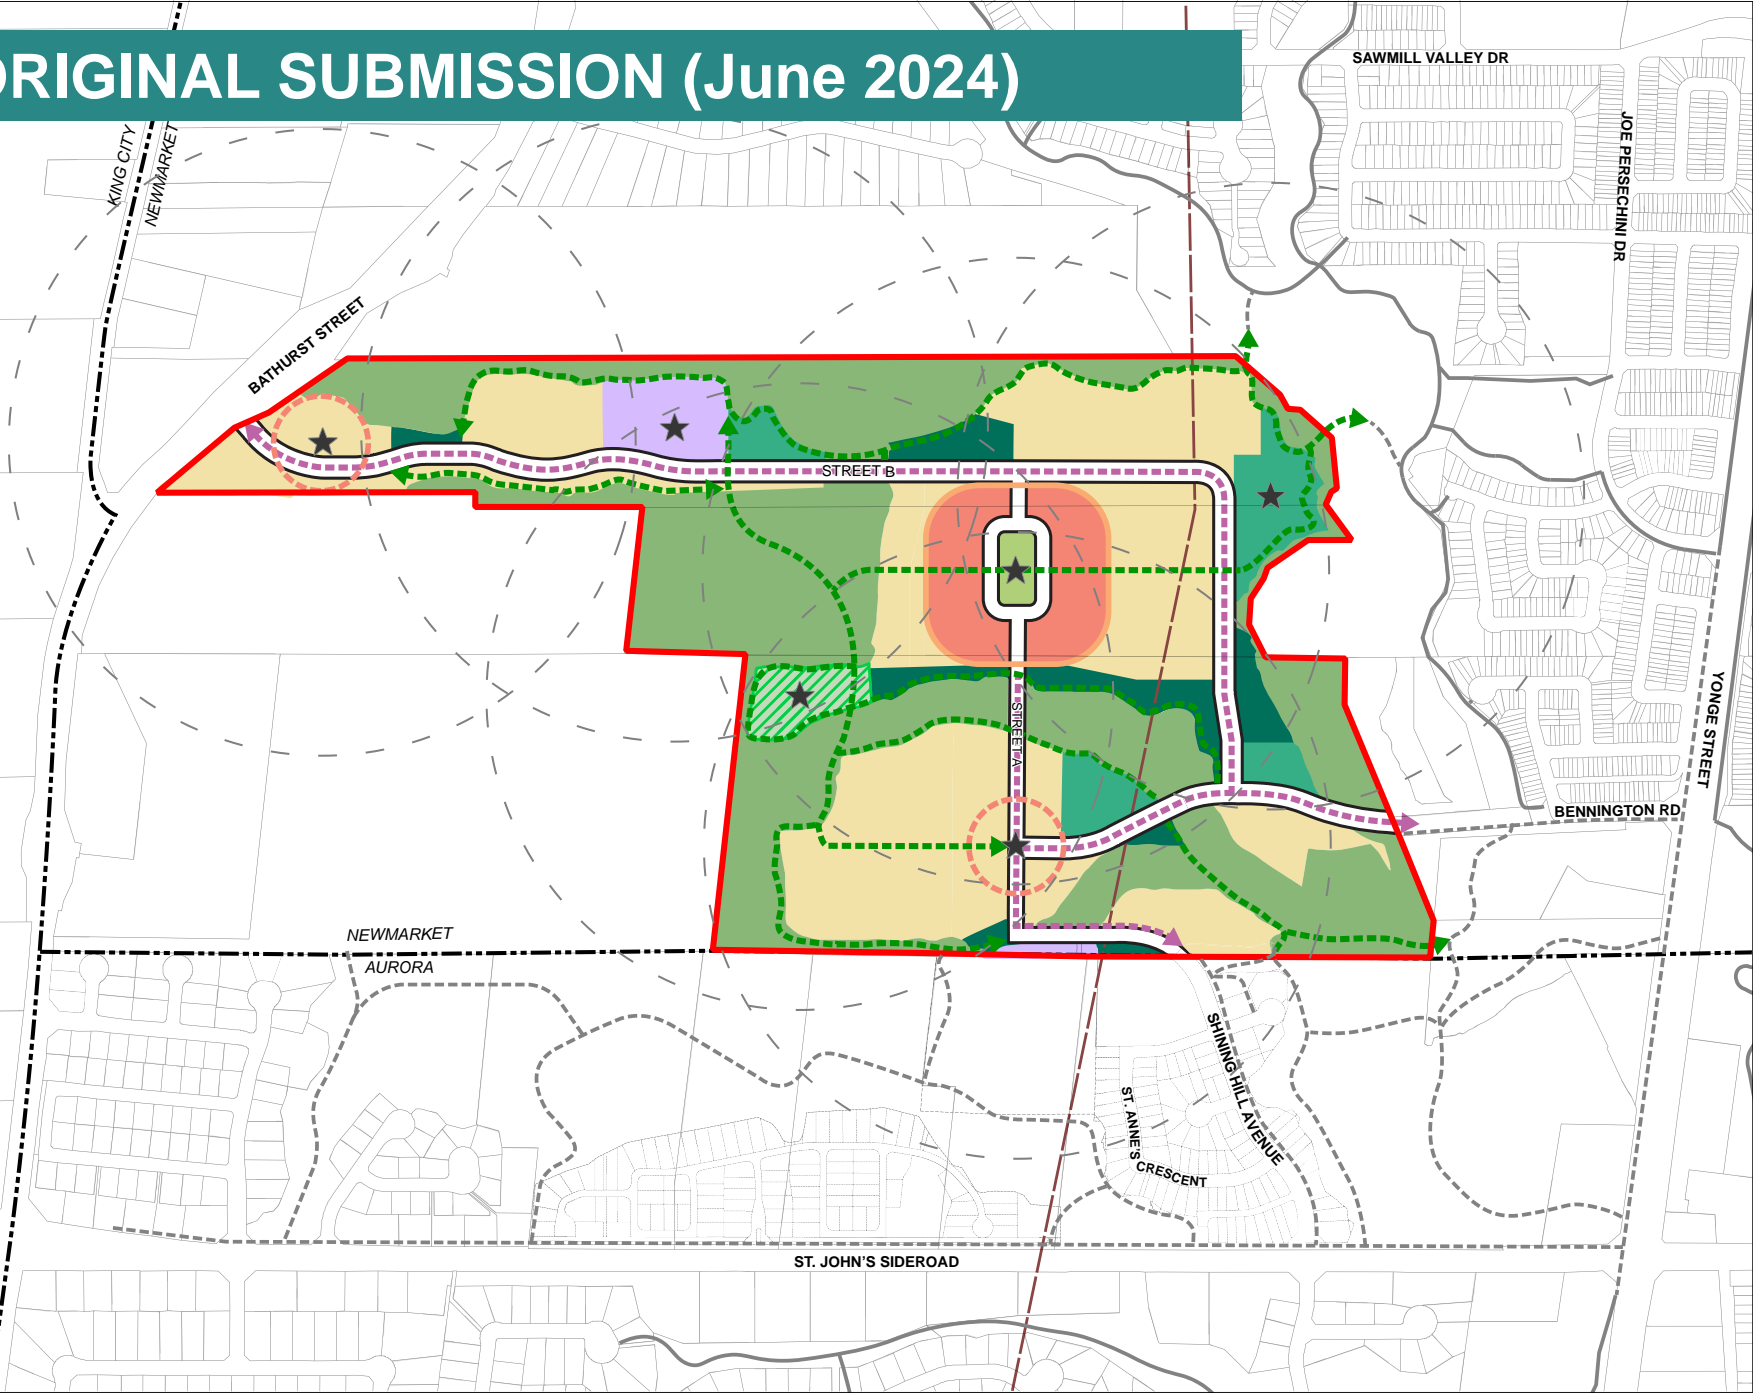 ORIGINAL SUBMISSION (June 2024)
SAWMILL VALLEY DR
JOE PERSECHINI DR
KING CITY
NEWMARKET
BATHURST STREET
STREET B
STREET A
YONGE STREET
BENNINGTON RD
NEWMARKET
AURORA
SHINING HILL AVENUE
ST. ANNE'S
CRESCENT
ST. JOHN'S SIDEROAD